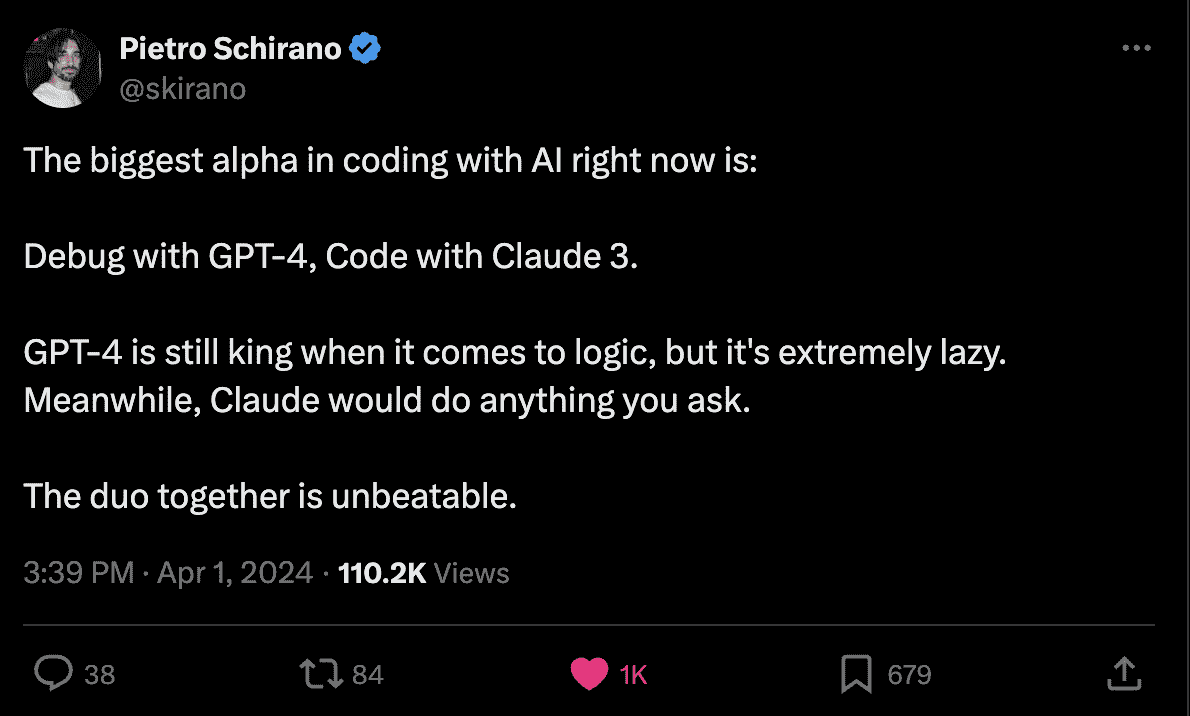 Pietro Schirano
@skirano
The biggest alpha in coding with AI right now is:
Debug with GPT-4, Code with Claude 3.
GPT-4 is still king when it comes to logic, but it's extremely lazy.
Meanwhile, Claude would do anything you ask.
The duo together is unbeatable.
3:39 PM · Apr 1, 2024 · 110.2K Views
38 84 1K 679